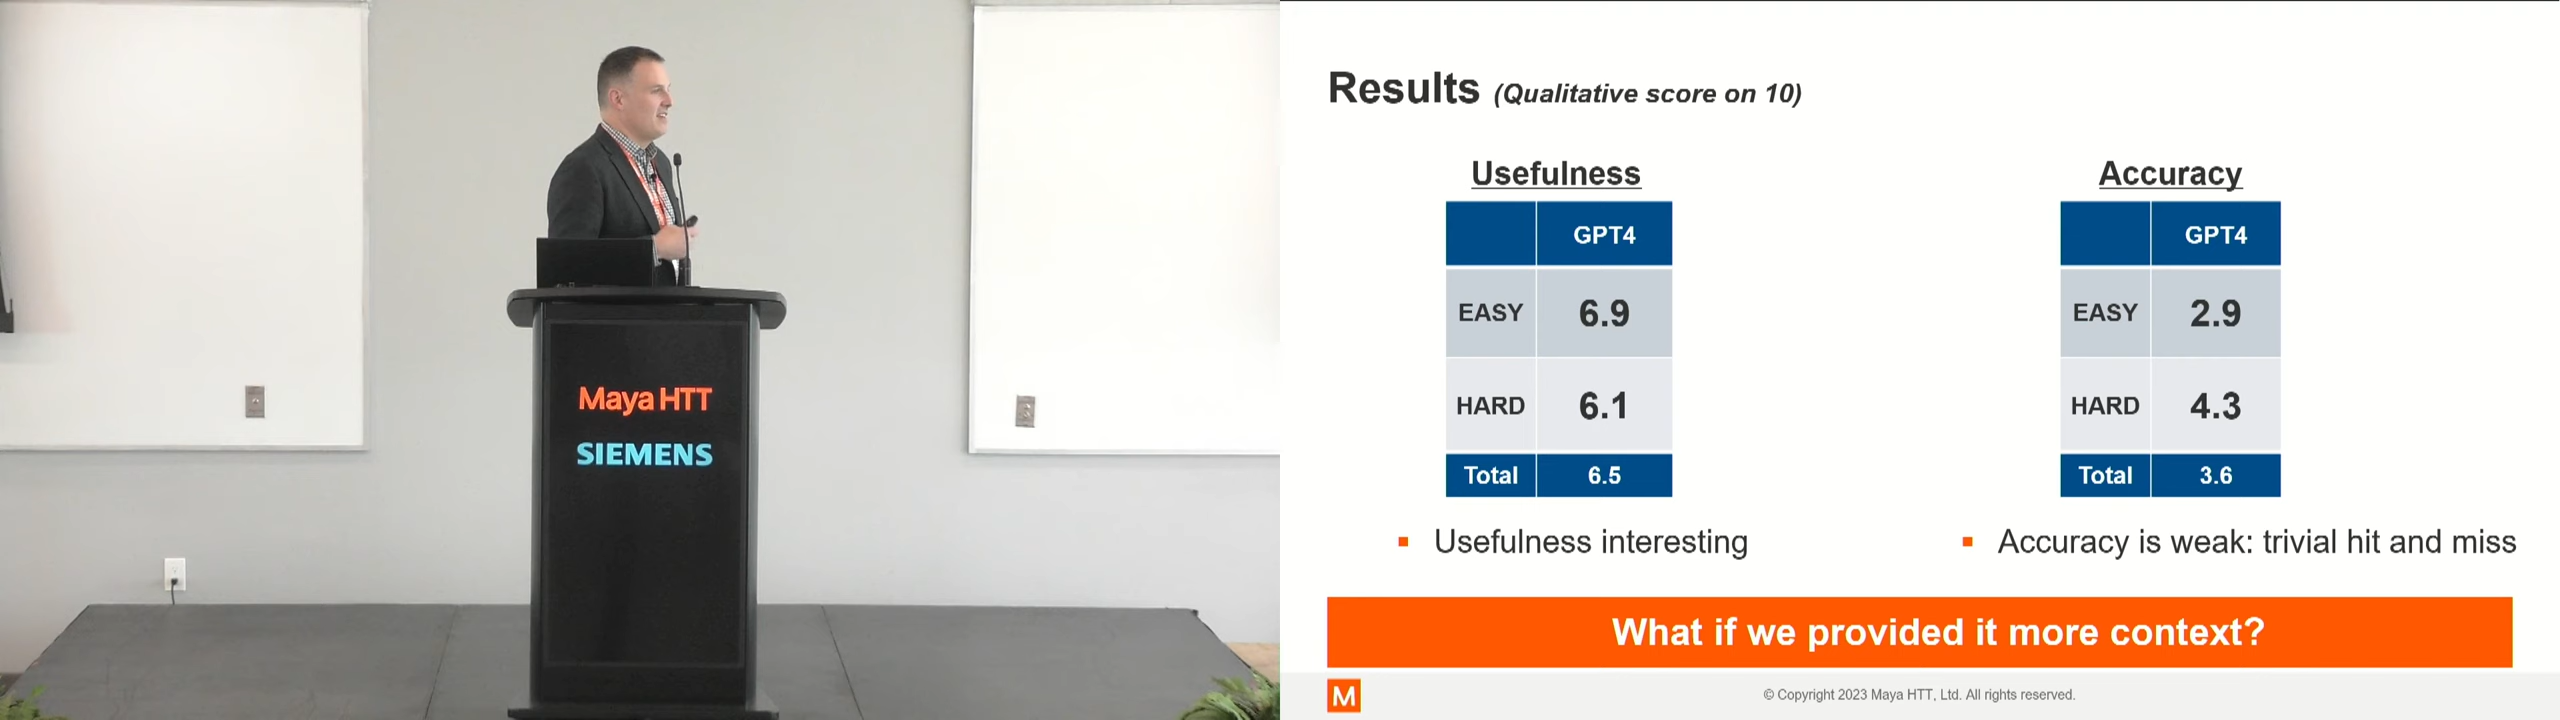 Maya HTT
SIEMENS
Results (Qualitative score on 10)
Usefulness
GPT4
EASY 6.9
HARD 6.1
Total 6.5
Usefulness interesting
Accuracy
GPT4
EASY 2.9
HARD 4.3
Total 3.6
Accuracy is weak: trivial hit and miss
What if we provided it more context?
M
© Copyright 2023 Maya HTT, Ltd. All rights reserved.